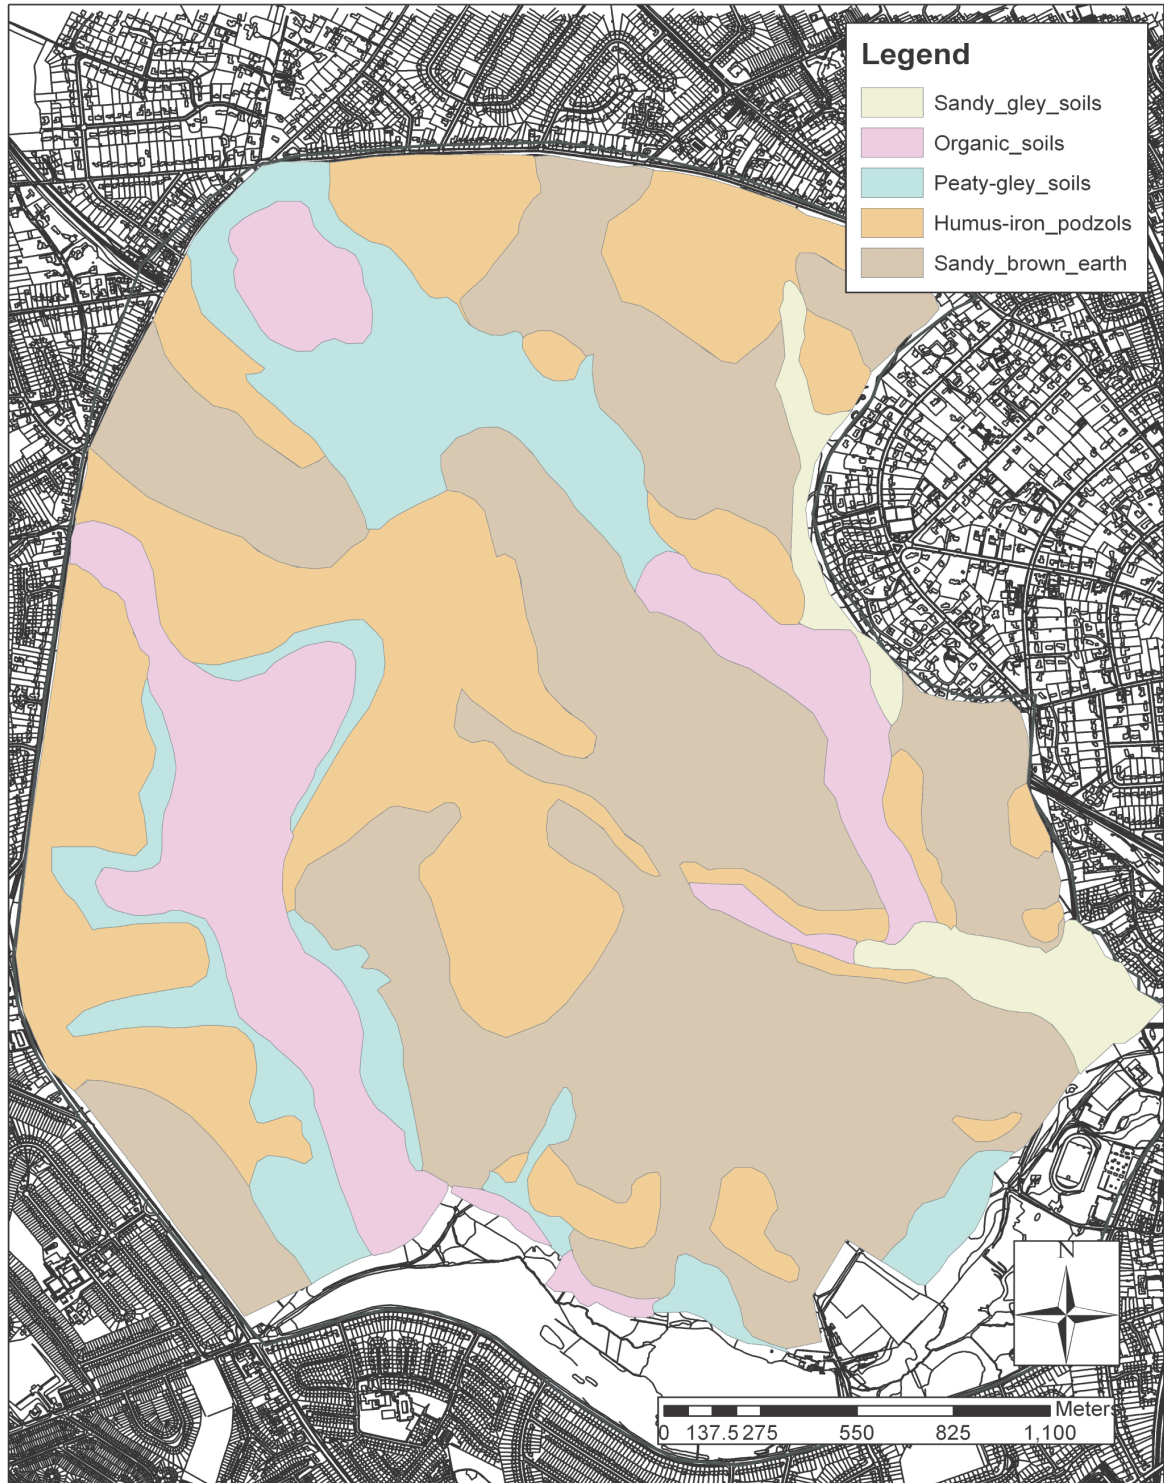 Legend
Sandy_gley_soils
Organic_soils
Peaty-gley_soils
Humus-iron_podzols
Sandy_brown_earth
N
Meters
0 137.5 275 550 825 1,100